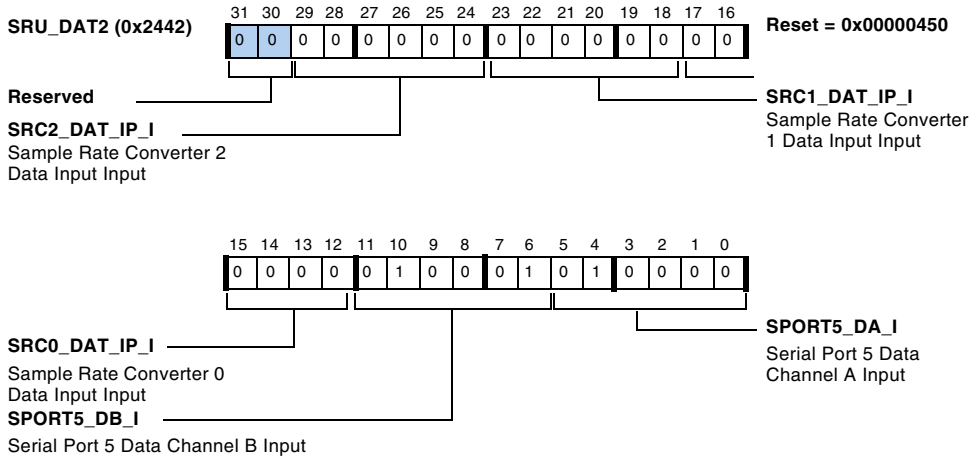 SRU_DAT2 (0x2442)
31 30 29 28 27 26 25 24 23 22 21 20 19 18 17 16
Reset = 0x00000450
0 0 0 0 0 0 0 0 0 0 0 0 0 0 0 0
Reserved
SRC2_DAT_IP_I
Sample Rate Converter 2
Data Input Input
SRC1_DAT_IP_I
Sample Rate Converter
1 Data Input Input
15 14 13 12 11 10 9 8 7 6 5 4 3 2 1 0
0 0 0 0 0 1 0 0 0 1 0 1 0 0 0 0
SRC0_DAT_IP_I
Sample Rate Converter 0
Data Input Input
SPORT5_DB_I
Serial Port 5 Data Channel B Input
SPORT5_DA_I
Serial Port 5 Data
Channel A Input